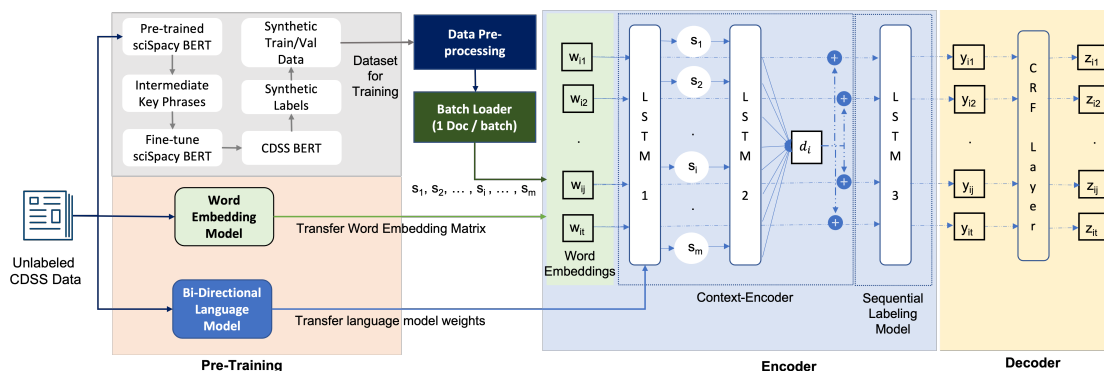 Pre-trained
sciSpacy BERT
Intermediate
Key Phrases
Fine-tune
sciSpacy BERT
Synthetic
Train/Val
Data
Synthetic
Labels
CDSS BERT
Dataset
for
Training
Data Pre-
processing
Batch Loader
(1 Doc / batch)
s1, s2, ... , si, ... , sm
Unlabeled
CDSS Data
Word
Embedding
Model
Transfer Word Embedding Matrix
Bi-Directional
Language
Model
Transfer language model weights
Pre-Training
wi1
wi2
.
wij
wit
Word
Embeddings
L
S
T
M
1
s1
s2
.
si
.
sm
L
S
T
M
2
di
+
+
+
+
Context-Encoder
L
S
T
M
3
Sequential
Labeling
Model
Encoder
yi1
yi2
.
yij
yit
C
R
F
L
a
y
e
r
zi1
zi2
.
zij
zit
Decoder